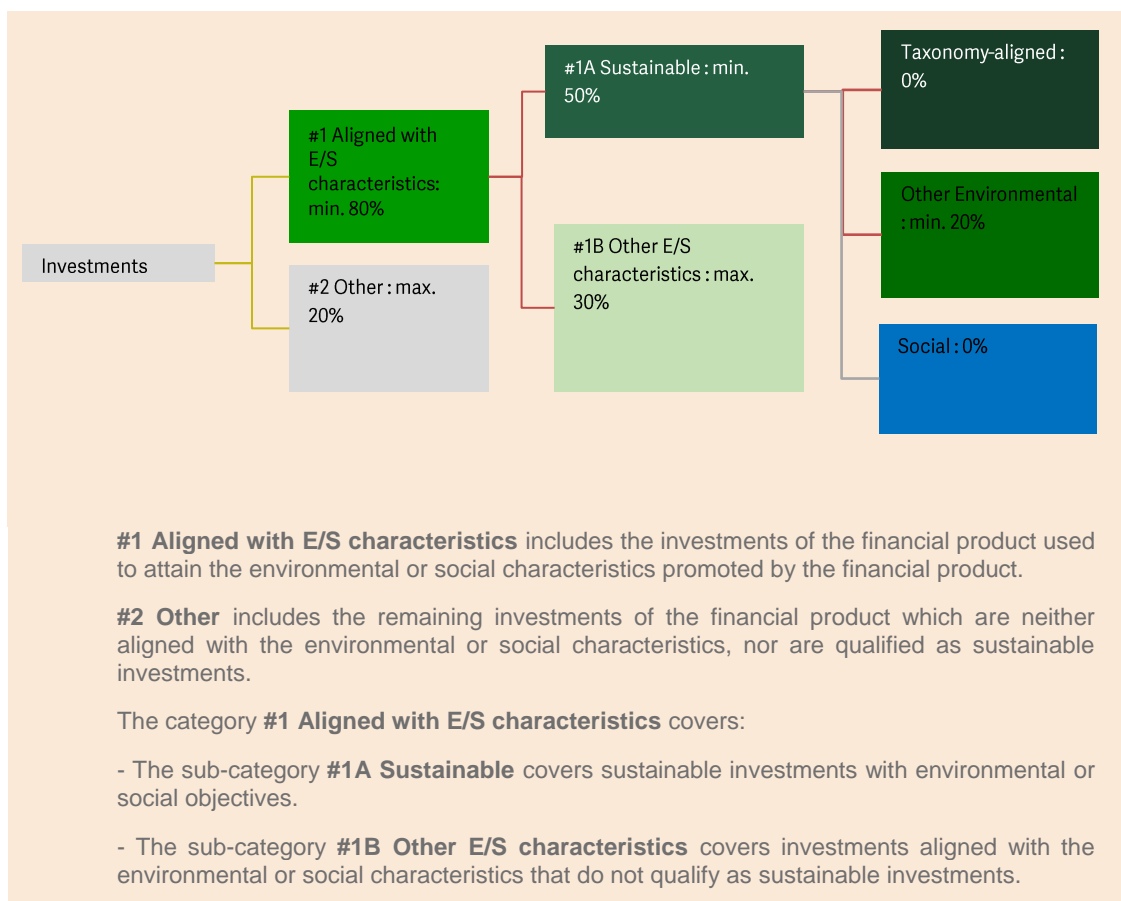 Investments
#1 Aligned with
E/S
characteristics:
min. 80%
#2 Other : max.
20%
#1A Sustainable : min.
50%
#1B Other E/S
characteristics : max.
30%
Taxonomy-aligned :
0%
Other Environmental
: min. 20%
Social : 0%
#1 Aligned with E/S characteristics includes the investments of the financial product used
to attain the environmental or social characteristics promoted by the financial product.
#2 Other includes the remaining investments of the financial product which are neither
aligned with the environmental or social characteristics, nor are qualified as sustainable
investments.
The category #1 Aligned with E/S characteristics covers:
- The sub-category #1A Sustainable covers sustainable investments with environmental or
social objectives.
- The sub-category #1B Other E/S characteristics covers investments aligned with the
environmental or social characteristics that do not qualify as sustainable investments.